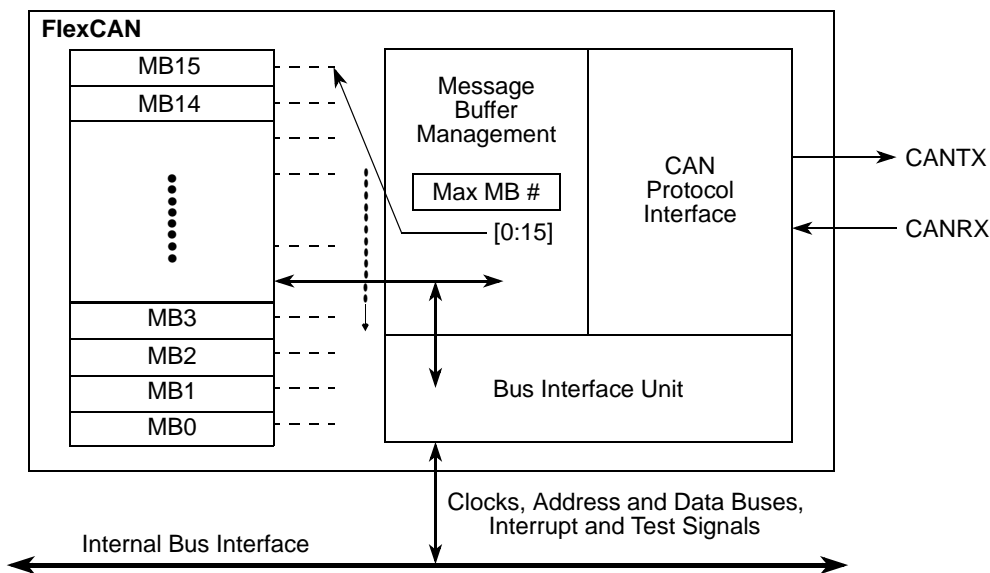 FlexCAN
MB15
MB14
MB3
MB2
MB1
MB0
Message
Buffer
Management
Max MB #
[0:15]
CAN
Protocol
Interface
CANTX
CANRX
Bus Interface Unit
Clocks, Address and Data Buses,
Interrupt and Test Signals
Internal Bus Interface